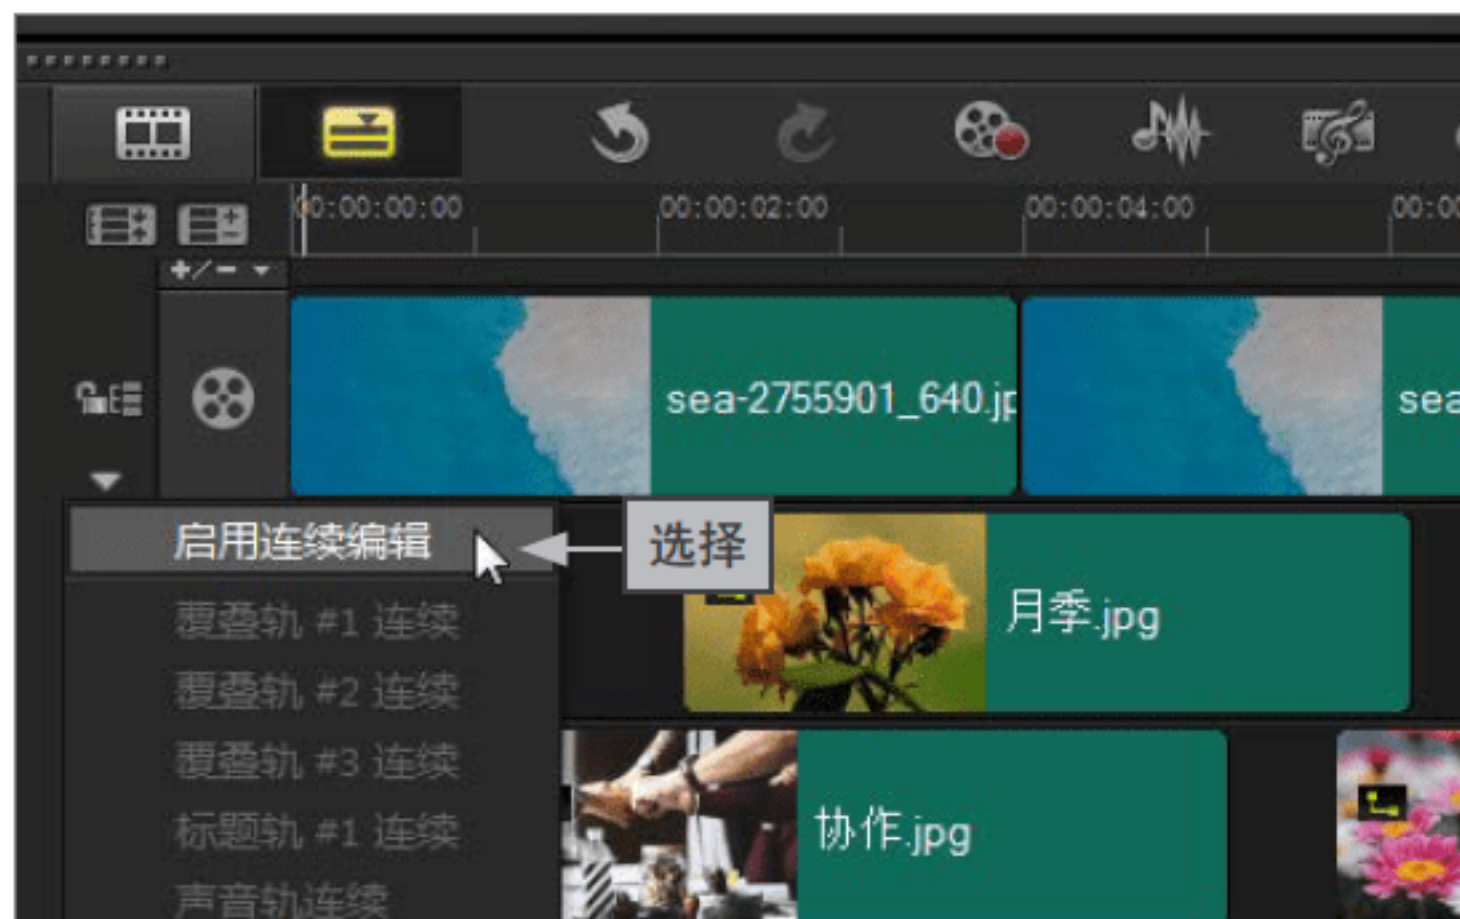 00:00:00:00 00:00:02:00 00:00:04:00 00:00
+/−
sea-2755901_640.jp sea
启用连续编辑
选择
覆叠轨 #1 连续
月季.jpg
覆叠轨 #2 连续
覆叠轨 #3 连续
标题轨 #1 连续
协作.jpg
声音轨连续